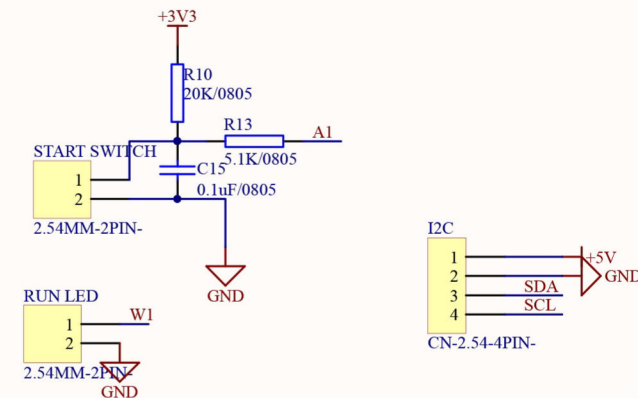 +3V3
R10
20K/0805
R13
A1
5.1K/0805
START SWITCH
C15
0.1uF/0805
1
2
2.54MM-2PIN-
GND
I2C
1
+5V
2
GND
3
SDA
4
SCL
CN-2.54-4PIN-
RUN LED
1
W1
2
2.54MM-2PIN-
GND